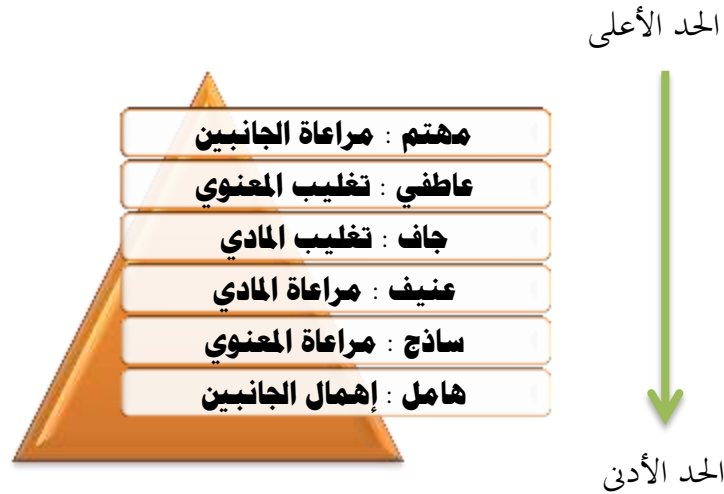 الحد الأعلى
مهتم : مراعاة الجانبين
عاطفي : تغليب المعنوي
جاف : تغليب المادي
عنيف : مراعاة المادي
ساذج : مراعاة المعنوي
هامل : إهمال الجانبين
الحد الأدنى